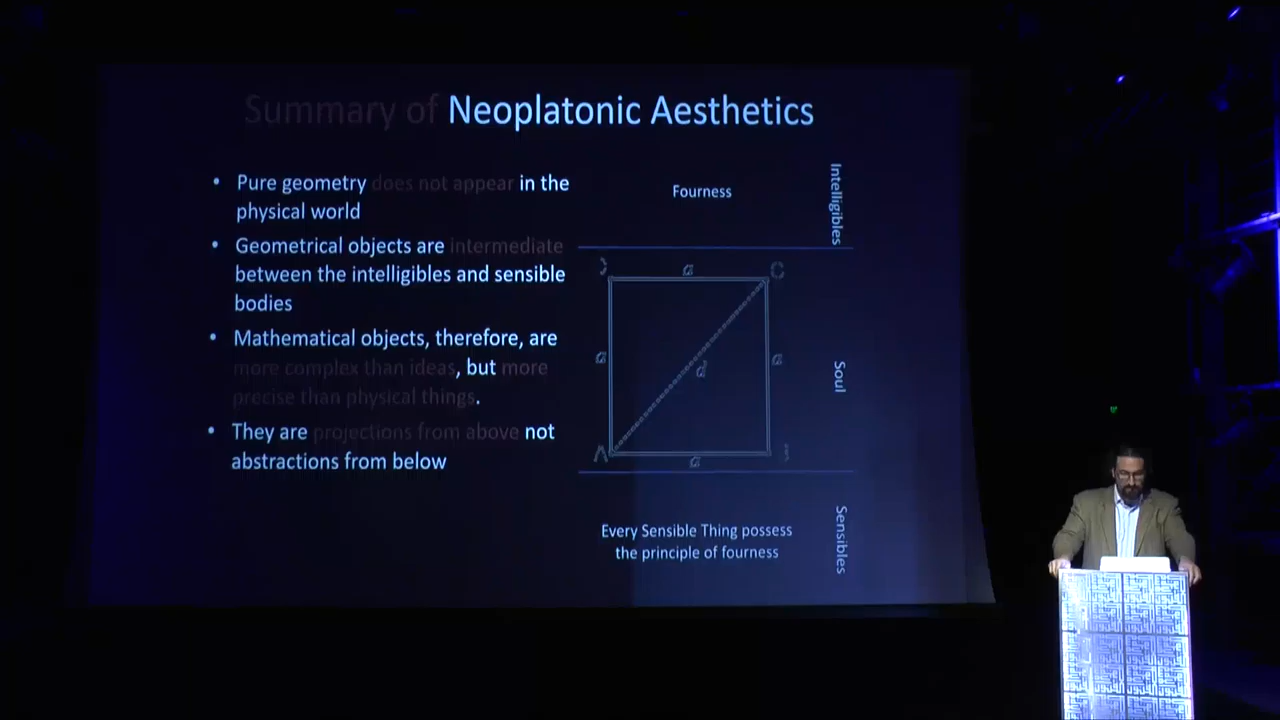 Summary of Neoplatonic Aesthetics
• Pure geometry does not appear in the
physical world
• Geometrical objects are intermediate
between the intelligibles and sensible
bodies
• Mathematical objects, therefore, are
more complex than ideas, but more
precise than physical things.
• They are projections from above not
abstractions from below
Fourness
Intelligibles
a
C
a
a
d
A
a
Soul
Every Sensible Thing possess
the principle of fourness
Sensibles